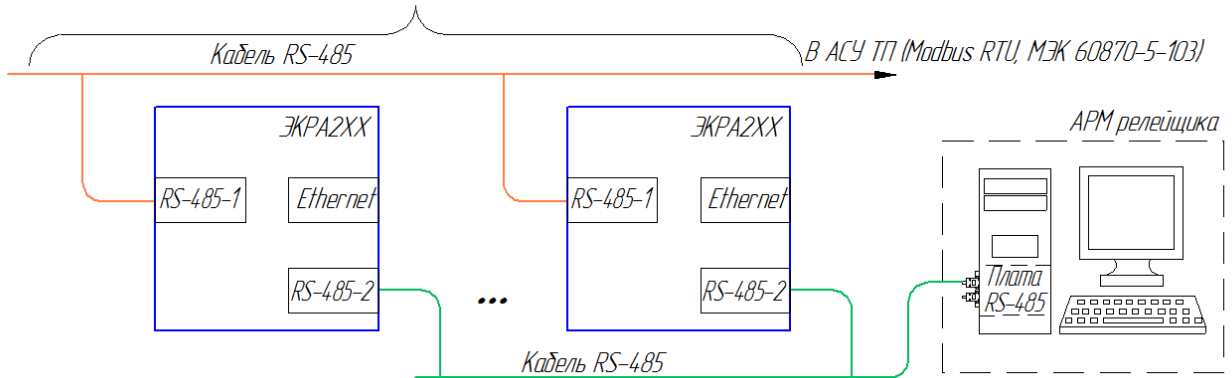 Кабель RS-485
В АСУ ТП (Modbus RTU, МЭК 60870-5-103)
ЭКРА2ХХ
RS-485-1
Ethernet
RS-485-2
...
ЭКРА2ХХ
RS-485-1
Ethernet
RS-485-2
АРМ релейщика
Плата
RS-485
Кабель RS-485